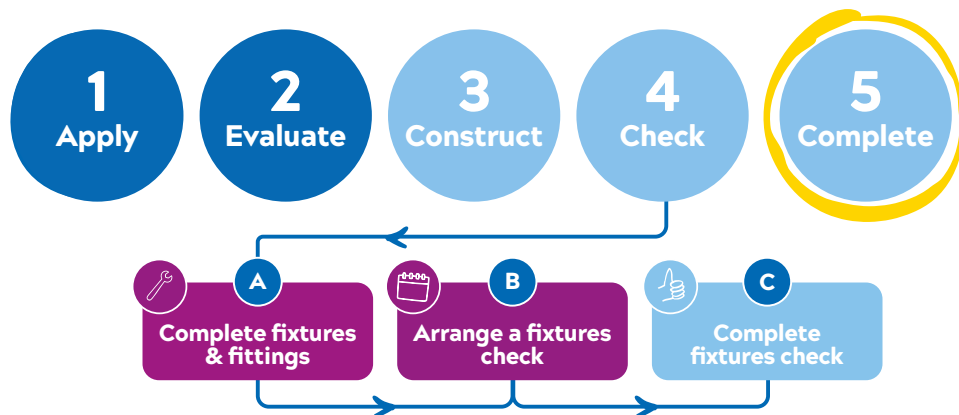 1
Apply
2
Evaluate
3
Construct
4
Check
5
Complete
A
Complete fixtures
& fittings
B
Arrange a fixtures
check
C
Complete
fixtures check